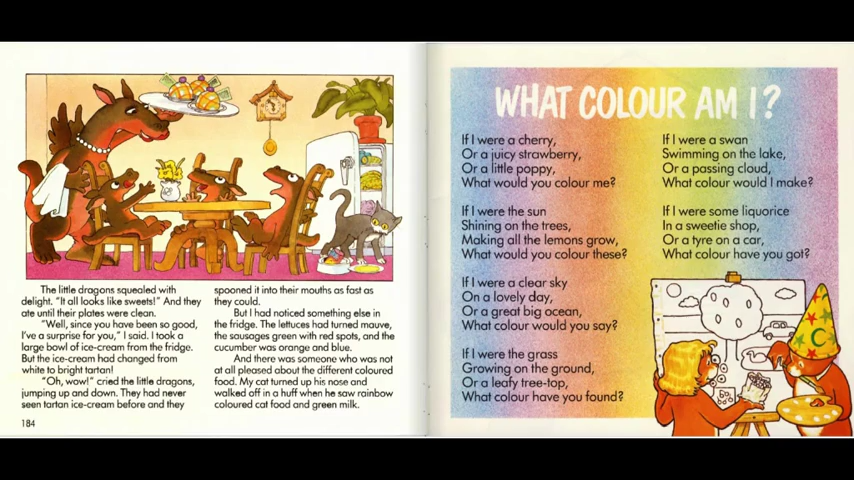 The little dragons squealed with
delight. "It all looks like sweets!" And they
ate until their plates were clean.
"Well, since you have been so good,
I've a surprise for you," I said. I took a
large bowl of ice-cream from the fridge.
But the ice-cream had changed from
white to bright tartan!
"Oh, wow!" cried the little dragons,
jumping up and down. They had never
seen tartan ice-cream before and they
spooned it into their mouths as fast as
they could.
But I had noticed something else in
the fridge. The lettuces had turned mauve,
the sausages green with red spots, and the
cucumber was orange and blue.
And there was someone who was not
at all pleased about the different coloured
food. My cat turned up his nose and
walked off in a huff when he saw rainbow
coloured cat food and green milk.
184
WHAT COLOUR AM I?
If I were a cherry,
Or a juicy strawberry,
Or a little poppy,
What would you colour me?
If I were the sun
Shining on the trees,
Making all the lemons grow,
What would you colour these?
If I were a clear sky
On a lovely day,
Or a great big ocean,
What colour would you say?
If I were the grass
Growing on the ground,
Or a leafy tree-top,
What colour have you found?
If I were a swan
Swimming on the lake,
Or a passing cloud,
What colour would I make?
If I were some liquorice
In a sweetie shop,
Or a tyre on a car,
What colour have you got?